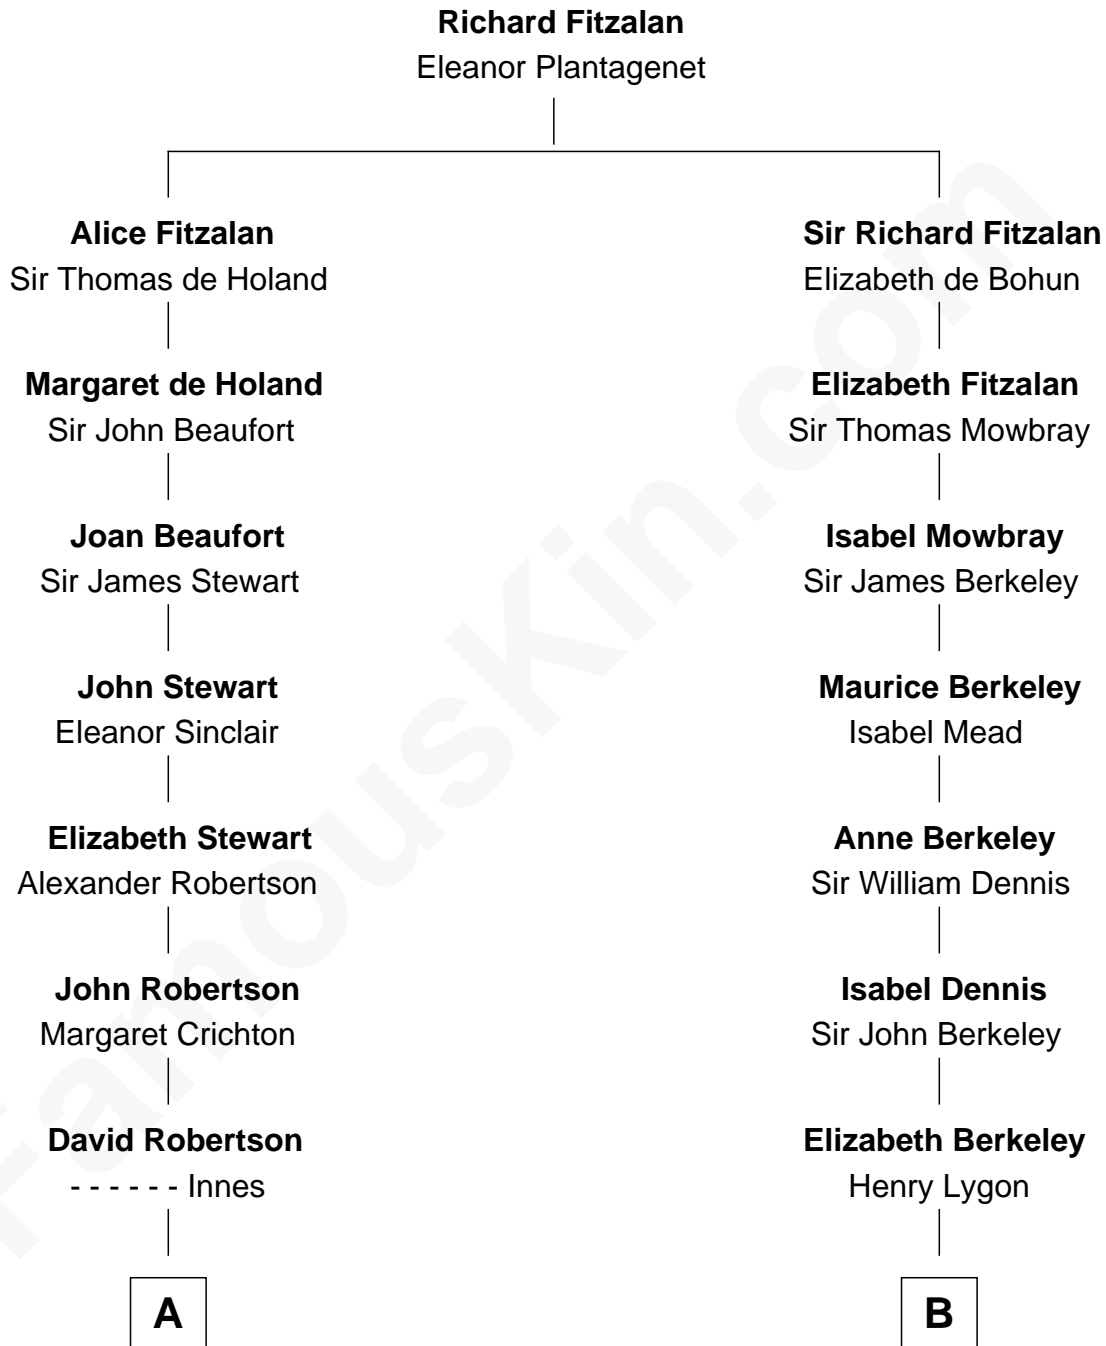 Richard Fitzalan
Eleanor Plantagenet
Alice Fitzalan
Sir Thomas de Holand
Sir Richard Fitzalan
Elizabeth de Bohun
Margaret de Holand
Sir John Beaufort
Elizabeth Fitzalan
Sir Thomas Mowbray
Joan Beaufort
Sir James Stewart
Isabel Mowbray
Sir James Berkeley
John Stewart
Eleanor Sinclair
Maurice Berkeley
Isabel Mead
Elizabeth Stewart
Alexander Robertson
Anne Berkeley
Sir William Dennis
John Robertson
Margaret Crichton
Isabel Dennis
Sir John Berkeley
David Robertson
- - - - - - Innes
Elizabeth Berkeley
Henry Lygon
A
B
FamousKin.com